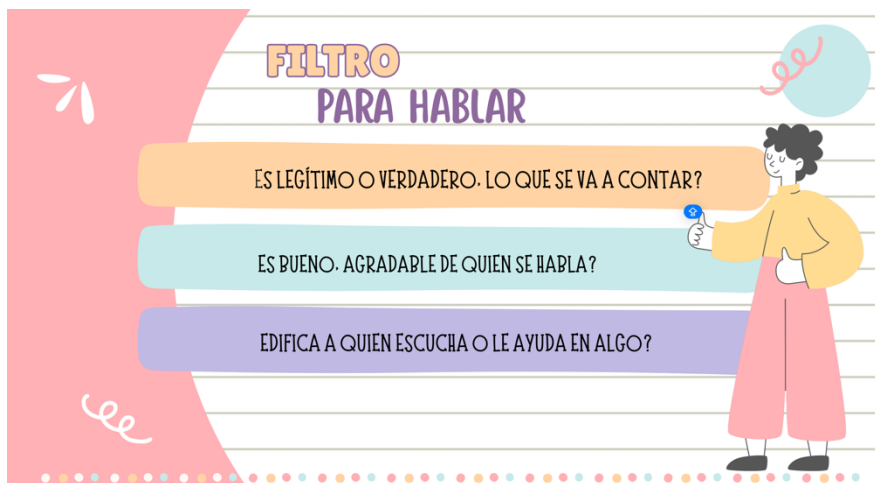 FILTRO
PARA HABLAR
ES LEGÍTIMO O VERDADERO, LO QUE SE VA A CONTAR?
ES BUENO, AGRADABLE DE QUIEN SE HABLA?
EDIFICA A QUIEN ESCUCHA O LE AYUDA EN ALGO?